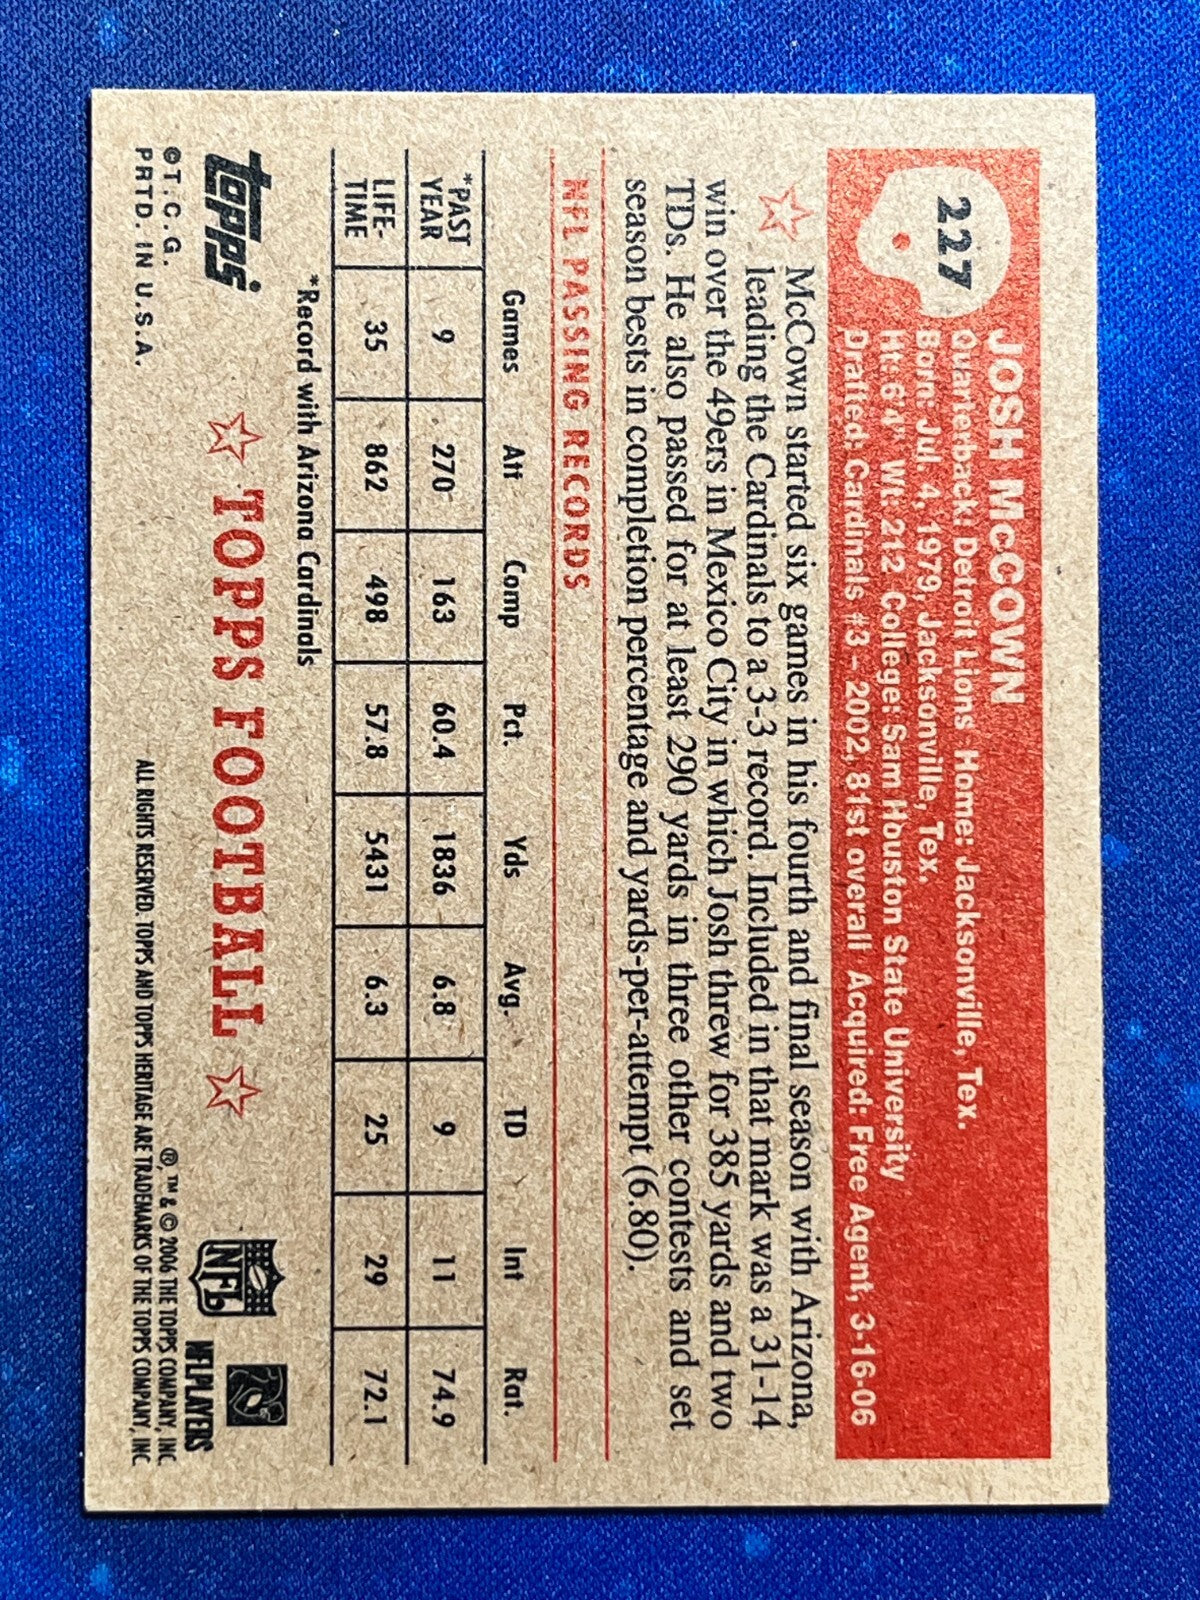 227
JOSH McCOWN
Quarterback: Detroit Lions Home: Jacksonville, Tex.
Born: Jul. 4, 1979, Jacksonville, Tex.
Ht: 6'4" Wt: 212 College: Sam Houston State University
Drafted: Cardinals #3 – 2002, 81st overall Acquired: Free Agent, 3-16-06
McCown started six games in his fourth and final season with Arizona,
leading the Cardinals to a 3-3 record. Included in that mark was a 31-14
win over the 49ers in Mexico City in which Josh threw for 385 yards and two
TDs. He also passed for at least 290 yards in three other contests and set
season bests in completion percentage and yards-per-attempt (6.80).
NFL PASSING RECORDS
Games Att Comp Pct. Yds Avg. TD Int Rat.
*PAST YEAR 9 270 163 60.4 1836 6.8 9 11 74.9
LIFE-TIME 35 862 498 57.8 5431 6.3 25 29 72.1
*Record with Arizona Cardinals
topps
TOPPS FOOTBALL
NFL
NFLPLAYERS
©T.C.G.
PRTD. IN U.S.A.
®, ™ & © 2006 THE TOPPS COMPANY, INC.
ALL RIGHTS RESERVED. TOPPS AND TOPPS HERITAGE ARE TRADEMARKS OF THE TOPPS COMPANY, INC